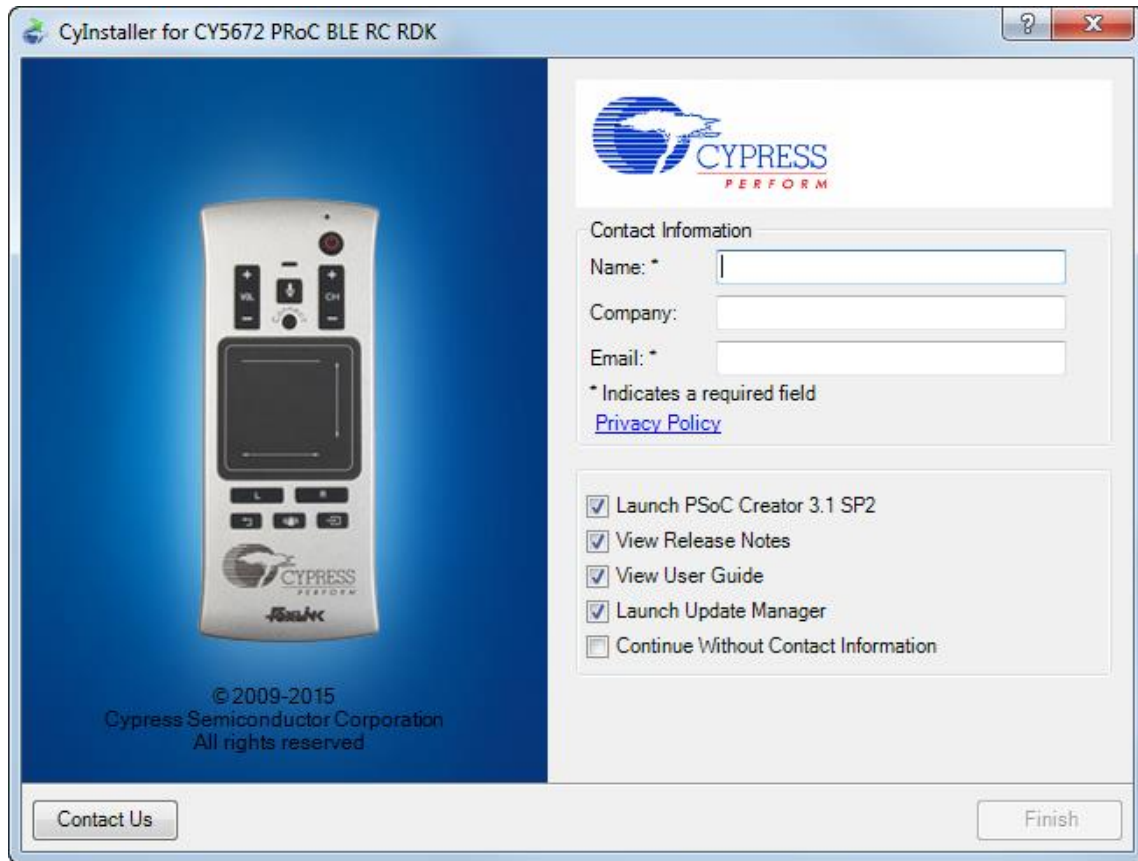 CyInstaller for CY5672 PRoC BLE RC RDK
CYPRESS
PERFORM
Contact Information
Name: *
Company:
Email: *
* Indicates a required field
Privacy Policy
Launch PSoC Creator 3.1 SP2
View Release Notes
View User Guide
Launch Update Manager
Continue Without Contact Information
+ +
VOL CH
- -
Connect
L R
CYPRESS
PERFORM
FOXLINK
©2009-2015
Cypress Semiconductor Corporation
All rights reserved
Contact Us
Finish